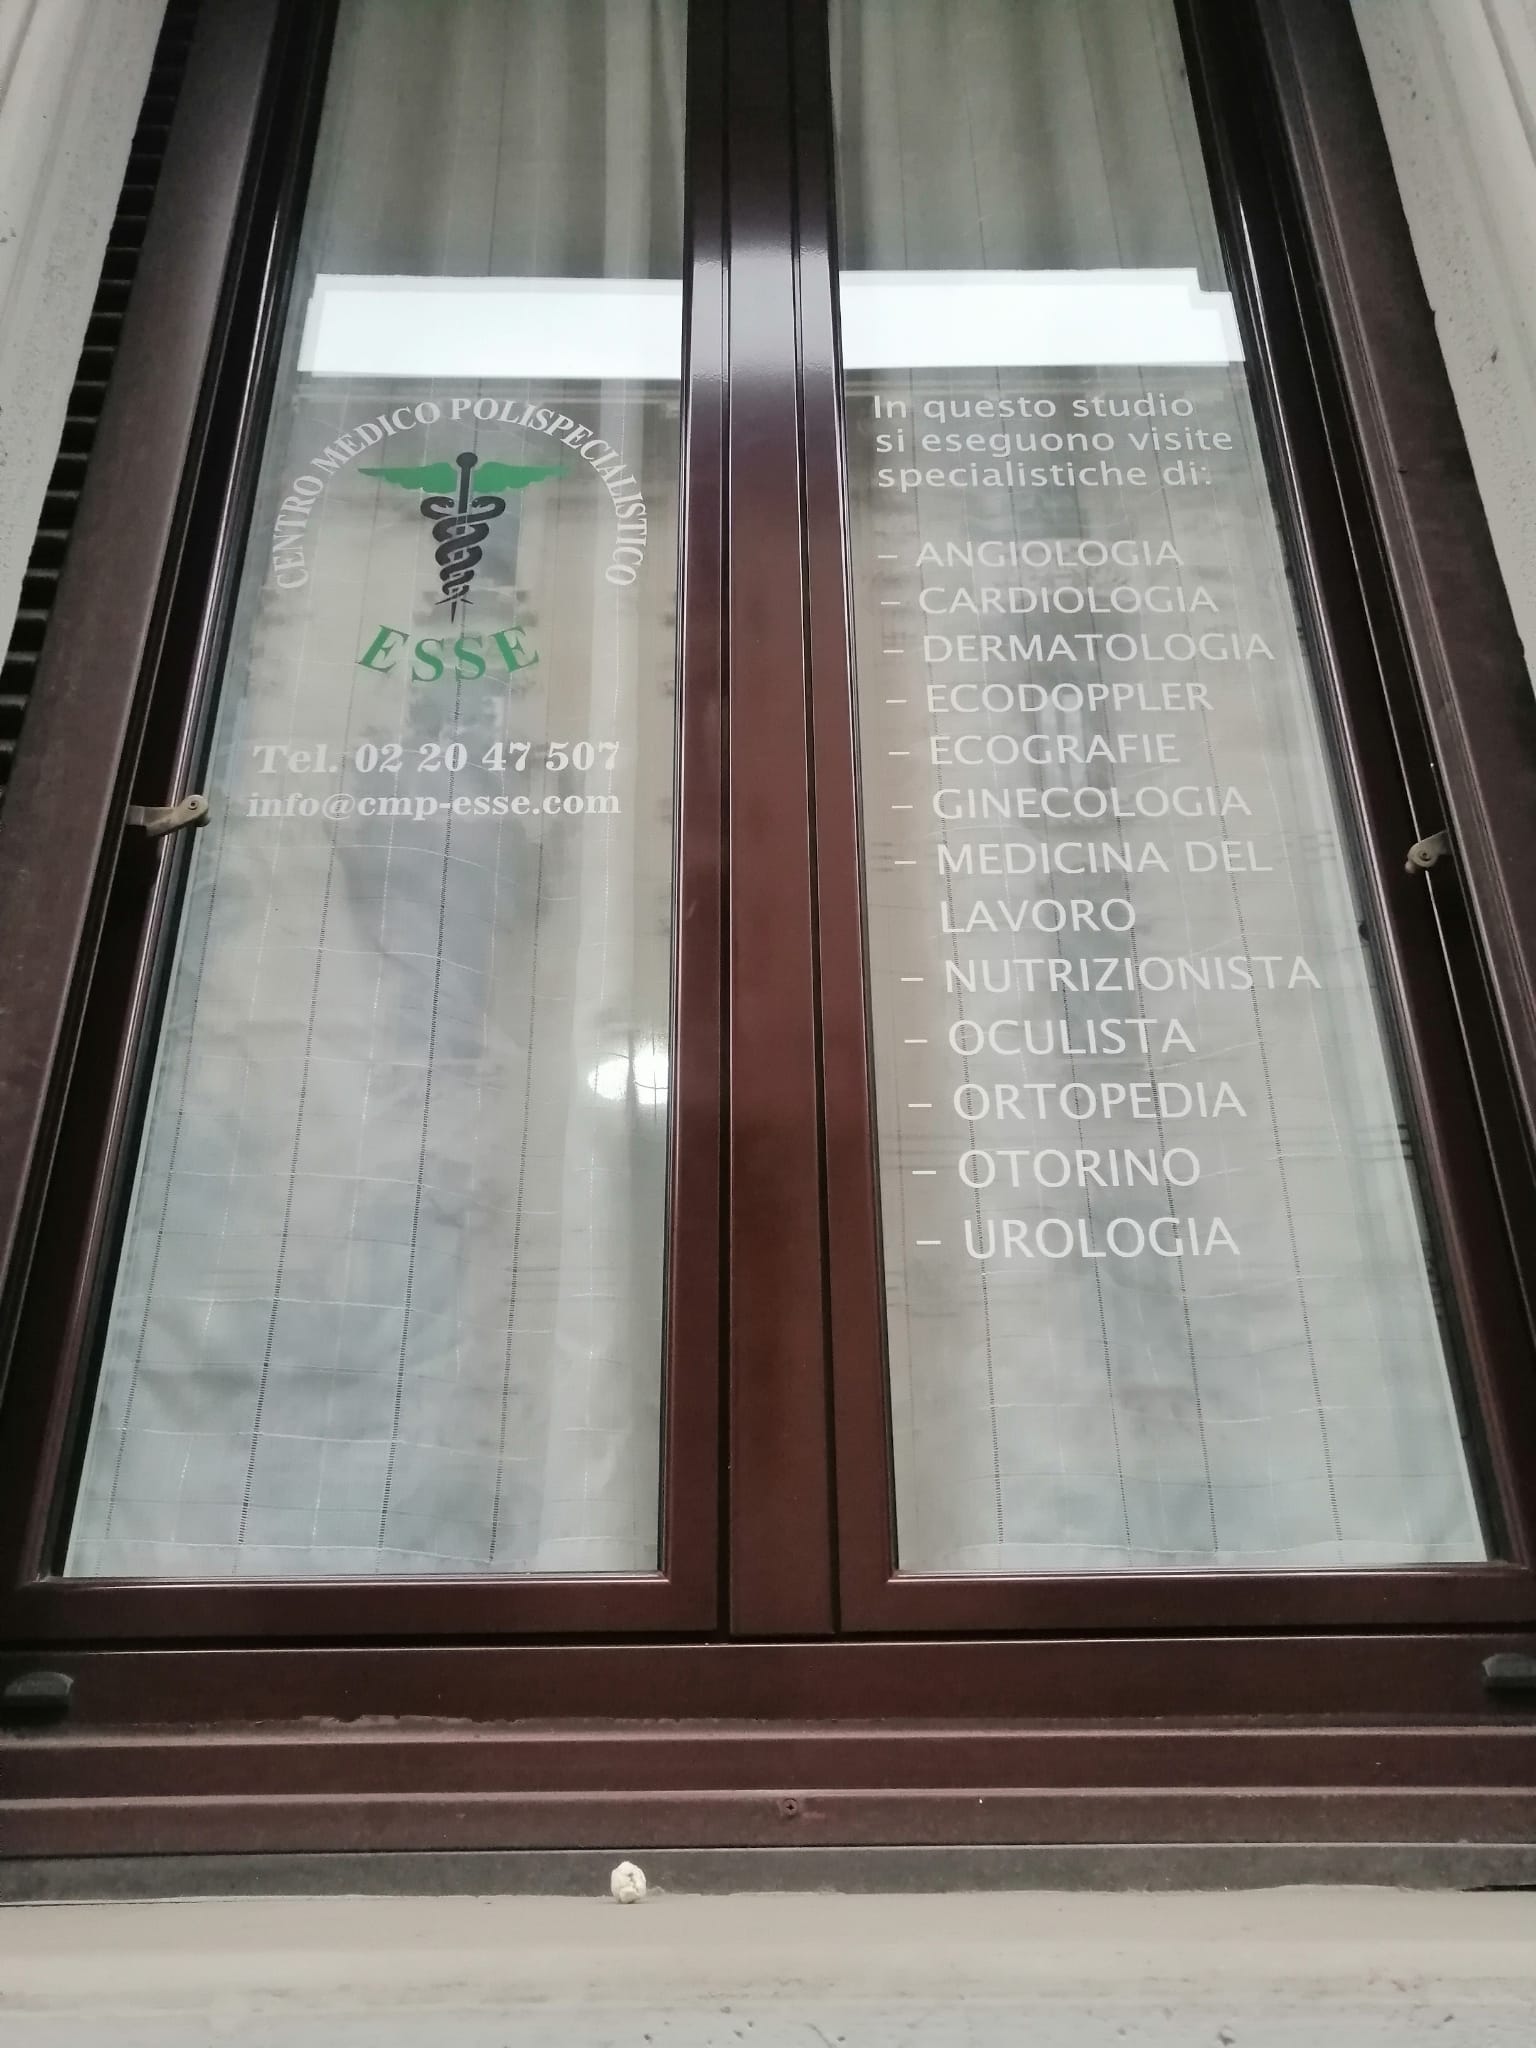 CENTRO MEDICO POLISPECIALISTICO
ESSE
Tel. 02 20 47 507
info@cmp-esse.com
In questo studio
si eseguono visite
specialistiche di:
– ANGIOLOGIA
– CARDIOLOGIA
– DERMATOLOGIA
– ECODOPPLER
– ECOGRAFIE
– GINECOLOGIA
– MEDICINA DEL
LAVORO
– NUTRIZIONISTA
– OCULISTA
– ORTOPEDIA
– OTORINO
– UROLOGIA